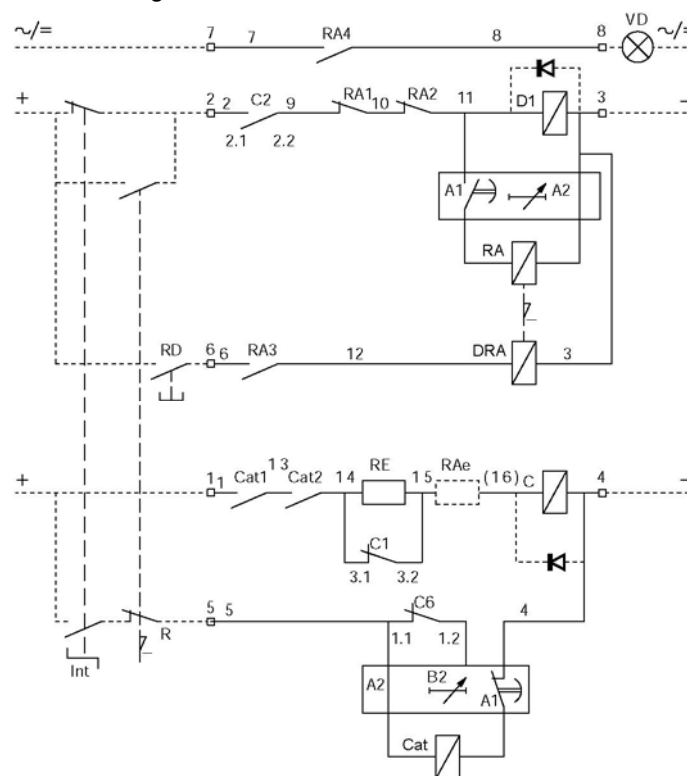 ~/= 7 7 RA4 8 8 VD ~/=
+ 2 2 C2 9 RA1 10 RA2 11 D1 3 −
2.1 2.2
A1 A2
RA
RD 6 6 RA3 12 DRA 3
+ 1 1 Cat1 13 Cat2 14 RE 15 RAe (16) C 4 −
C1
3.1 3.2
5 5 C6 4
R 1.1 1.2
Int A2 B2 A1
Cat